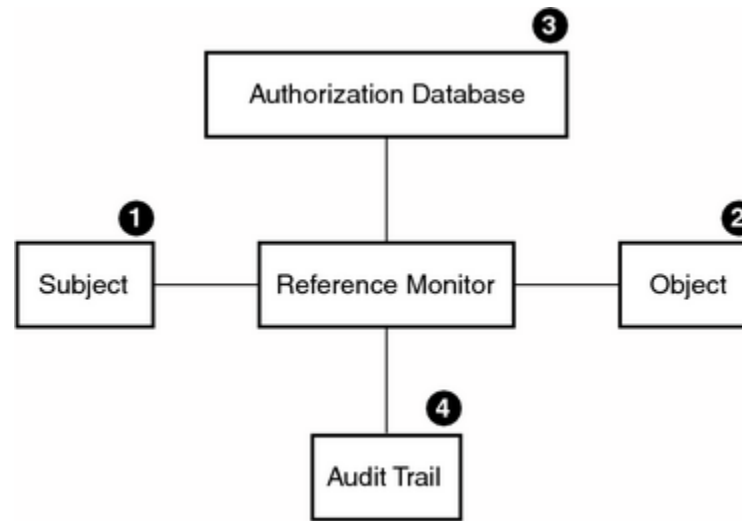 3
Authorization Database
1
2
Subject
Reference Monitor
Object
4
Audit Trail